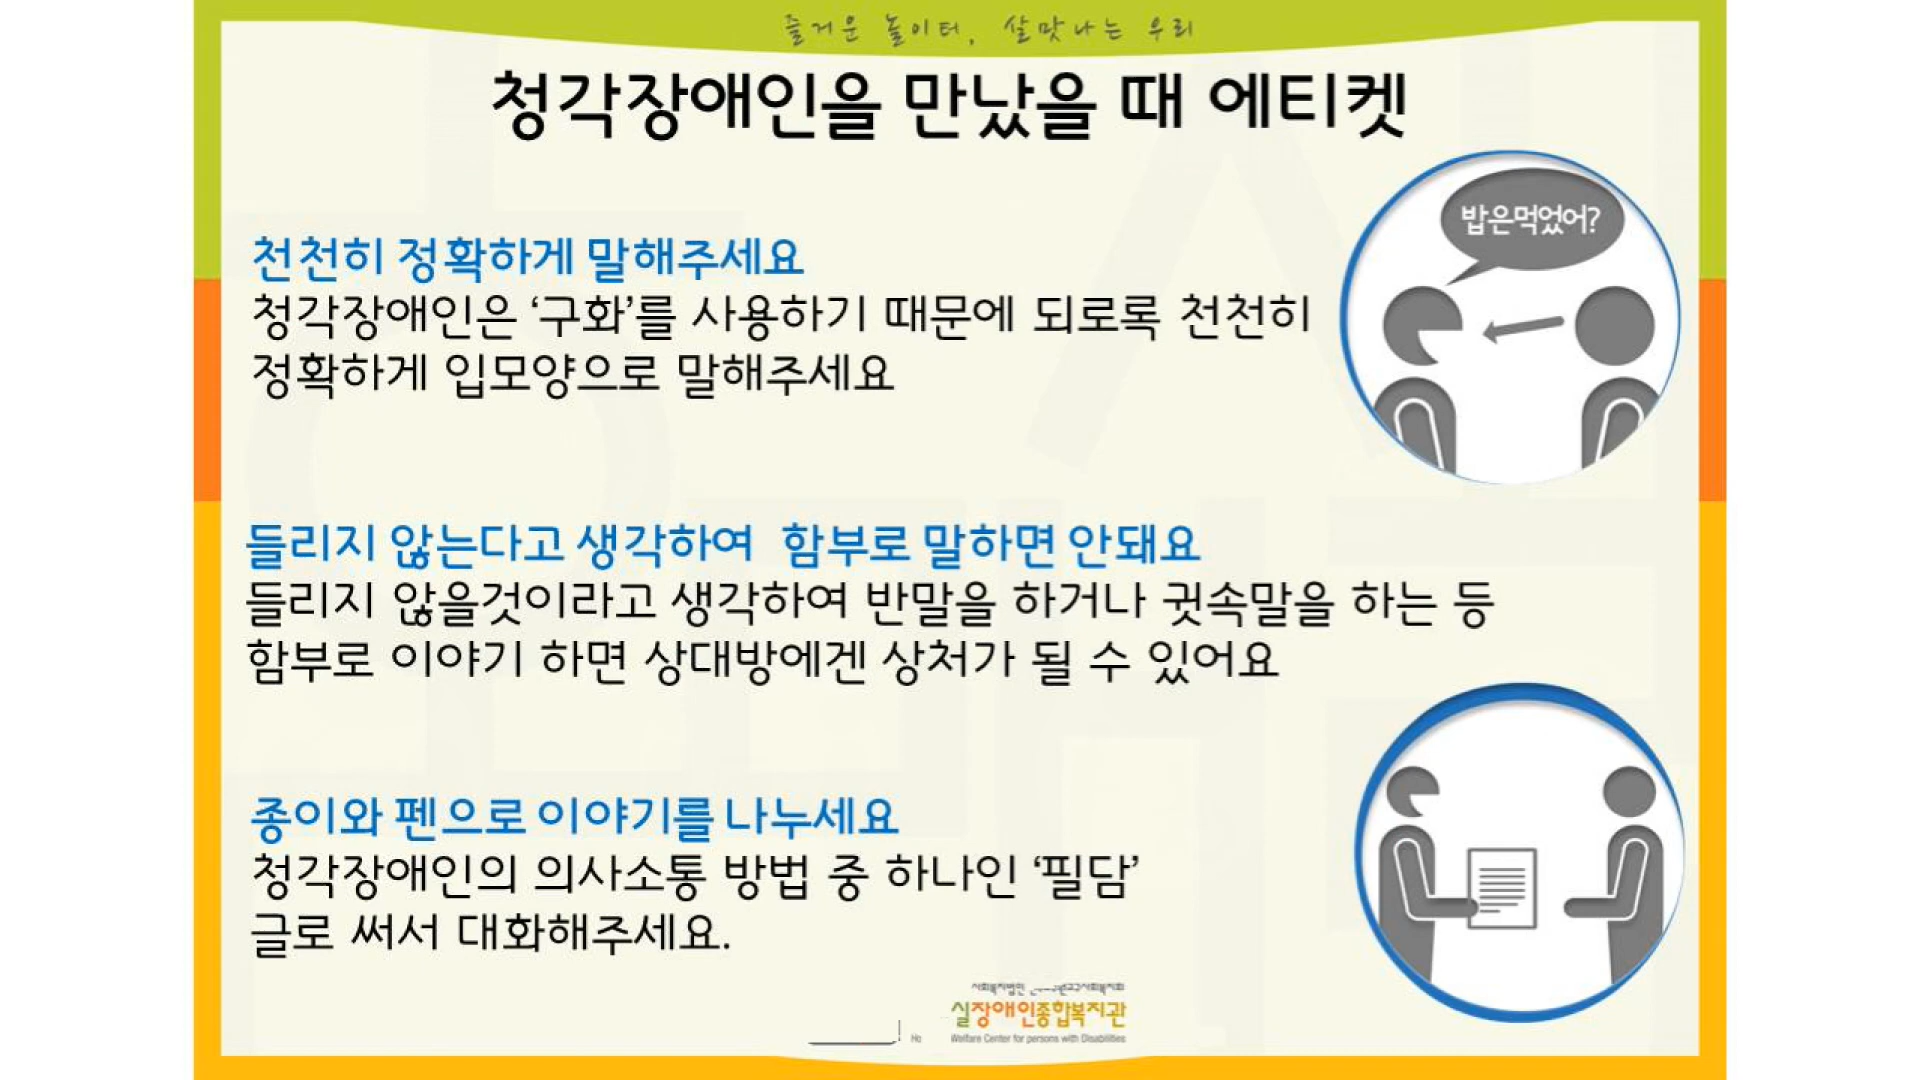 즐거운 놀이터, 살맛나는 우리
청각장애인을 만났을 때 에티켓
밥은먹었어?
천천히 정확하게 말해주세요
청각장애인은 ‘구화’를 사용하기 때문에 되로록 천천히
정확하게 입모양으로 말해주세요
들리지 않는다고 생각하여 함부로 말하면 안돼요
들리지 않을것이라고 생각하여 반말을 하거나 귓속말을 하는 등
함부로 이야기 하면 상대방에겐 상처가 될 수 있어요
종이와 펜으로 이야기를 나누세요
청각장애인의 의사소통 방법 중 하나인 ‘필담’
글로 써서 대화해주세요.
사회복지법인
실장애인종합복지관
Ho Welfare Center for persons with Disabilities